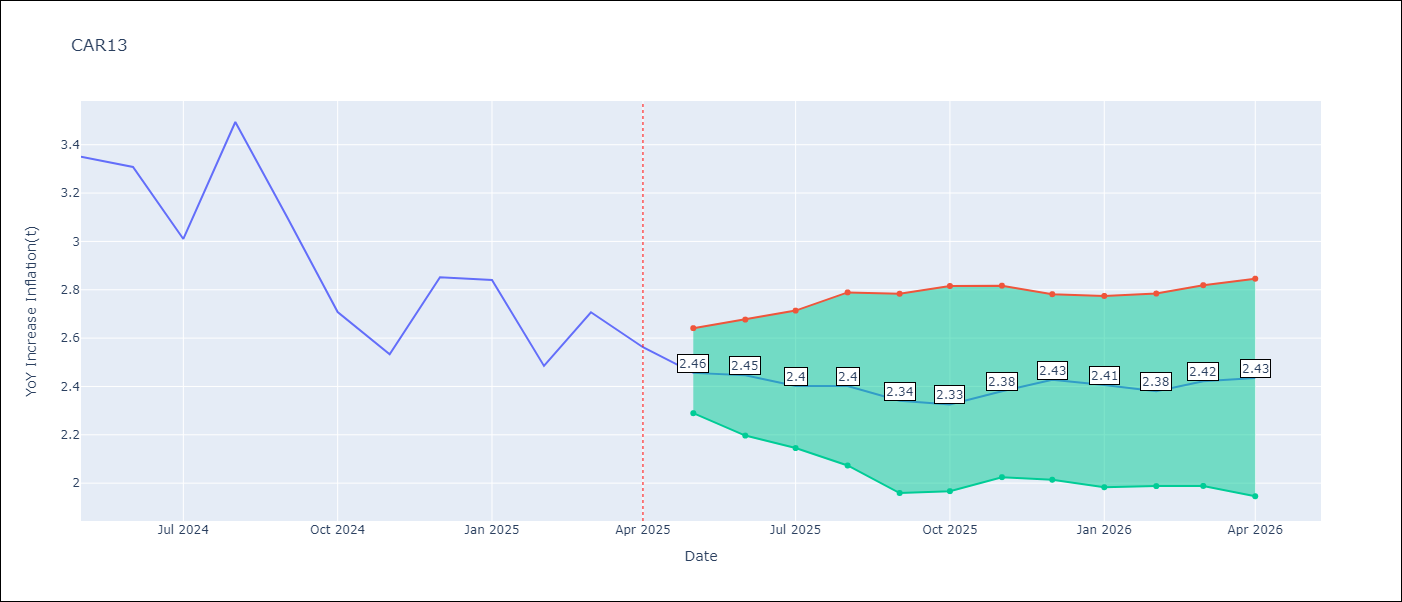 CAR13
YoY Increase Inflation(t)
3.4
3.2
3
2.8
2.6
2.4
2.2
2
2.46
2.45
2.4
2.4
2.34
2.33
2.38
2.43
2.41
2.38
2.42
2.43
Jul 2024
Oct 2024
Jan 2025
Apr 2025
Jul 2025
Oct 2025
Jan 2026
Apr 2026
Date